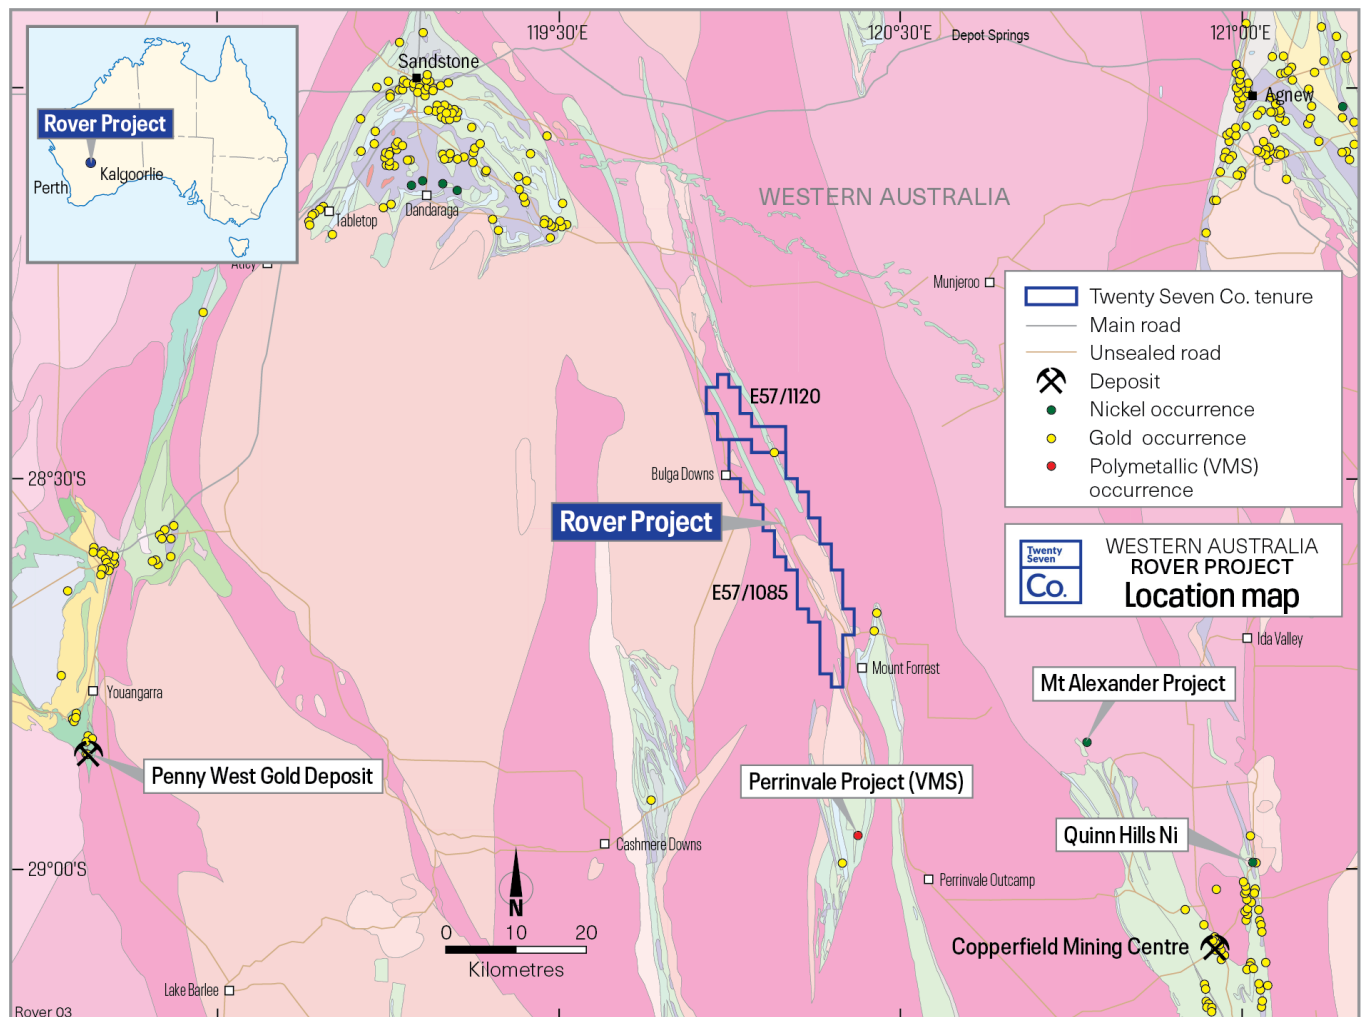 119°30'E
120°30'E
121°00'E
Depot Springs
Sandstone
Agnew
Rover Project
Kalgoorlie
Perth
Tabletop
Dandaraga
WESTERN AUSTRALIA
Atley
Munjeroo
Twenty Seven Co. tenure
Main road
Unsealed road
Deposit
Nickel occurrence
Gold occurrence
Polymetallic (VMS)
occurrence
E57/1120
Bulga Downs
28°30'S
Rover Project
Twenty
Seven
Co.
WESTERN AUSTRALIA
ROVER PROJECT
Location map
E57/1085
Ida Valley
Mount Forrest
Mt Alexander Project
Youangarra
Penny West Gold Deposit
Perrinvale Project (VMS)
Quinn Hills Ni
Cashmere Downs
29°00'S
Perrinvale Outcamp
N
0 10 20
Kilometres
Copperfield Mining Centre
Lake Barlee
Rover 03